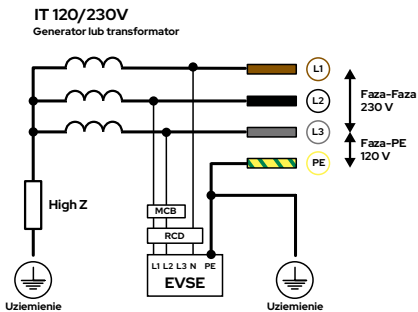 IT 120/230V
Generator lub transformator
L1
L2
L3
PE
Faza-Faza
230 V
Faza-PE
120 V
High Z
MCB
RCD
L1 L2 L3 N PE
EVSE
Uziemienie
Uziemienie